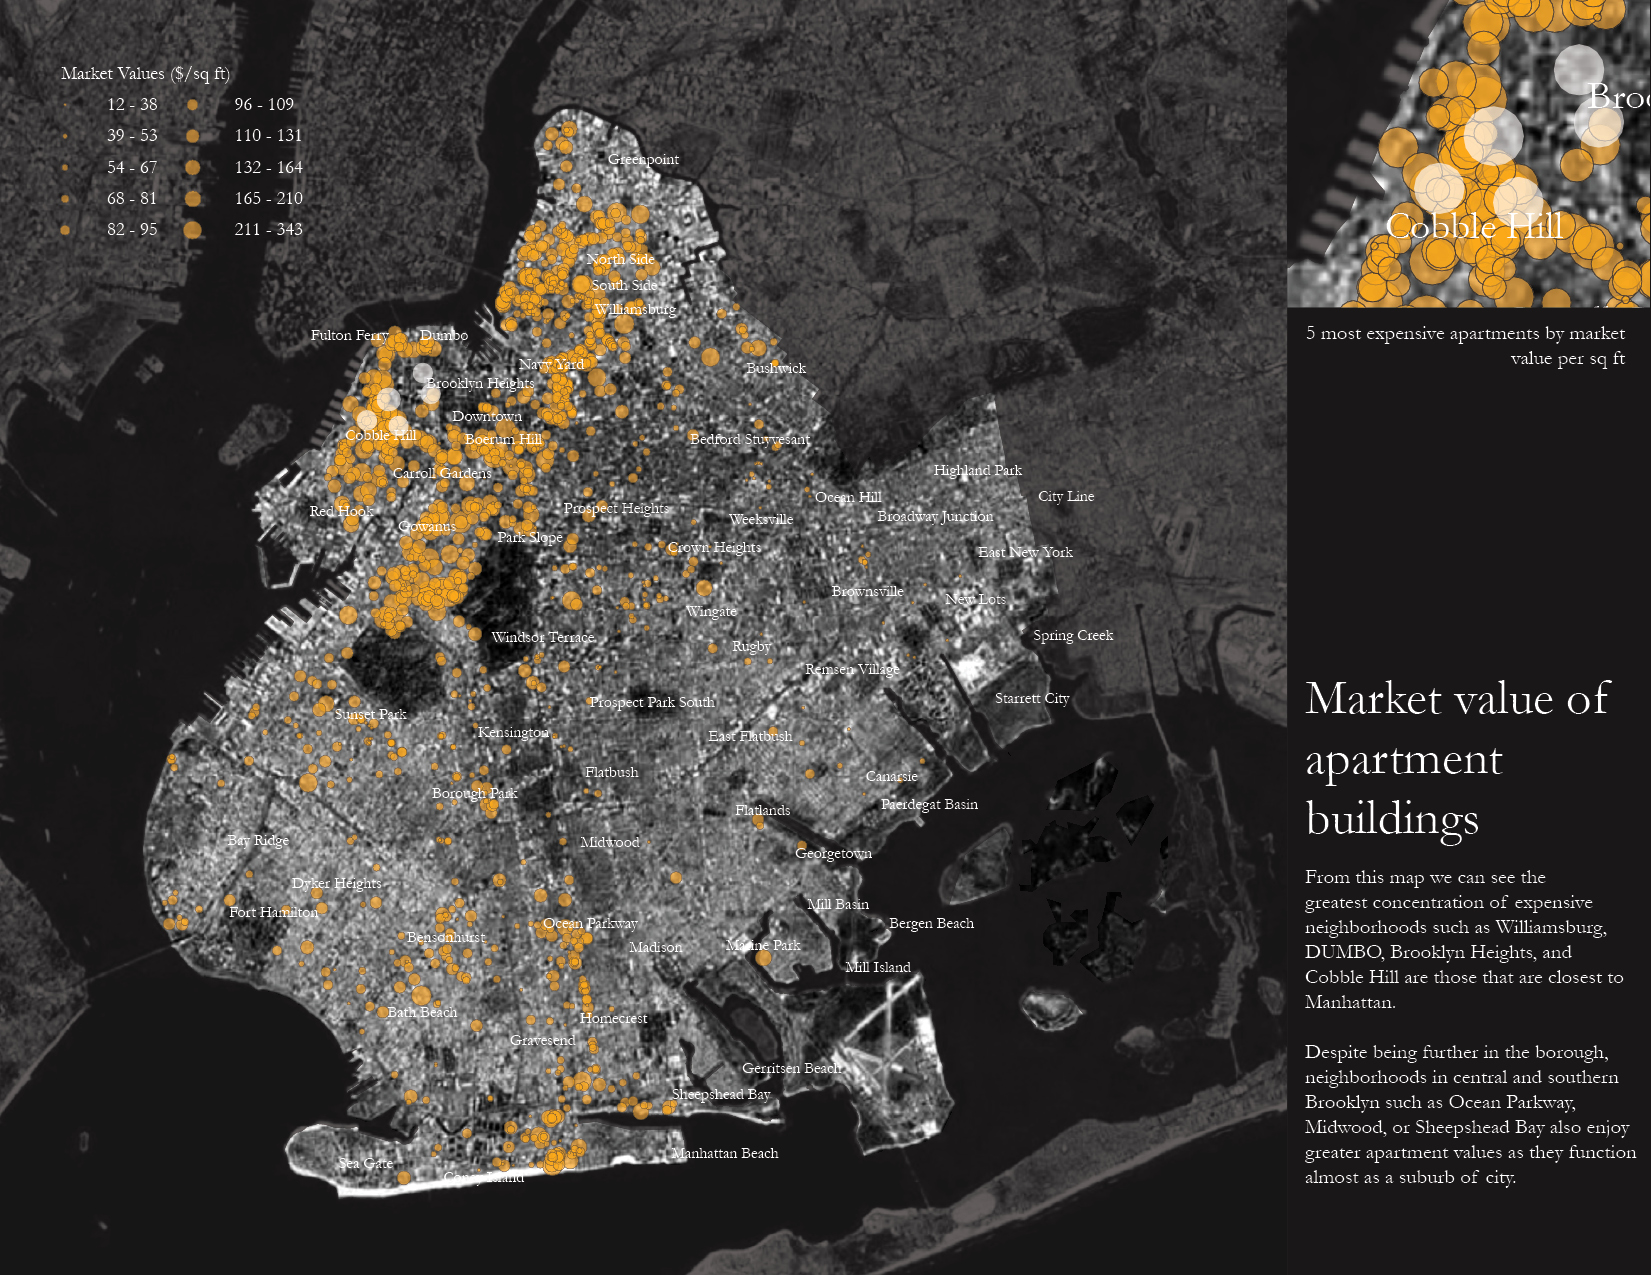 Market Values ($/sq ft)
12 - 38
96 - 109
39 - 53
110 - 131
54 - 67
132 - 164
68 - 81
165 - 210
82 - 95
211 - 343
Greenpoint
North Side
South Side
Williamsburg
Fulton Ferry
Dumbo
Navy Yard
Bushwick
Brooklyn Heights
Downtown
Cobble Hill
Boerum Hill
Bedford Stuyvesant
Carroll Gardens
Highland Park
Ocean Hill
City Line
Red Hook
Prospect Heights
Weeksville
Broadway Junction
Gowanus
Park Slope
Crown Heights
East New York
Brownsville
New Lots
Wingate
Windsor Terrace
Rugby
Spring Creek
Remsen Village
Prospect Park South
Starrett City
Sunset Park
Kensington
East Flatbush
Flatbush
Canarsie
Borough Park
Paerdegat Basin
Flatlands
Bay Ridge
Midwood
Georgetown
Dyker Heights
Fort Hamilton
Mill Basin
Ocean Parkway
Bergen Beach
Bensonhurst
Madison
Marine Park
Mill Island
Bath Beach
Homecrest
Gravesend
Gerritsen Beach
Sheepshead Bay
Manhattan Beach
Sea Gate
Coney Island
Broo
Cobble Hill
5 most expensive apartments by market
value per sq ft
Market value of
apartment
buildings
From this map we can see the
greatest concentration of expensive
neighborhoods such as Williamsburg,
DUMBO, Brooklyn Heights, and
Cobble Hill are those that are closest to
Manhattan.
Despite being further in the borough,
neighborhoods in central and southern
Brooklyn such as Ocean Parkway,
Midwood, or Sheepshead Bay also enjoy
greater apartment values as they function
almost as a suburb of city.